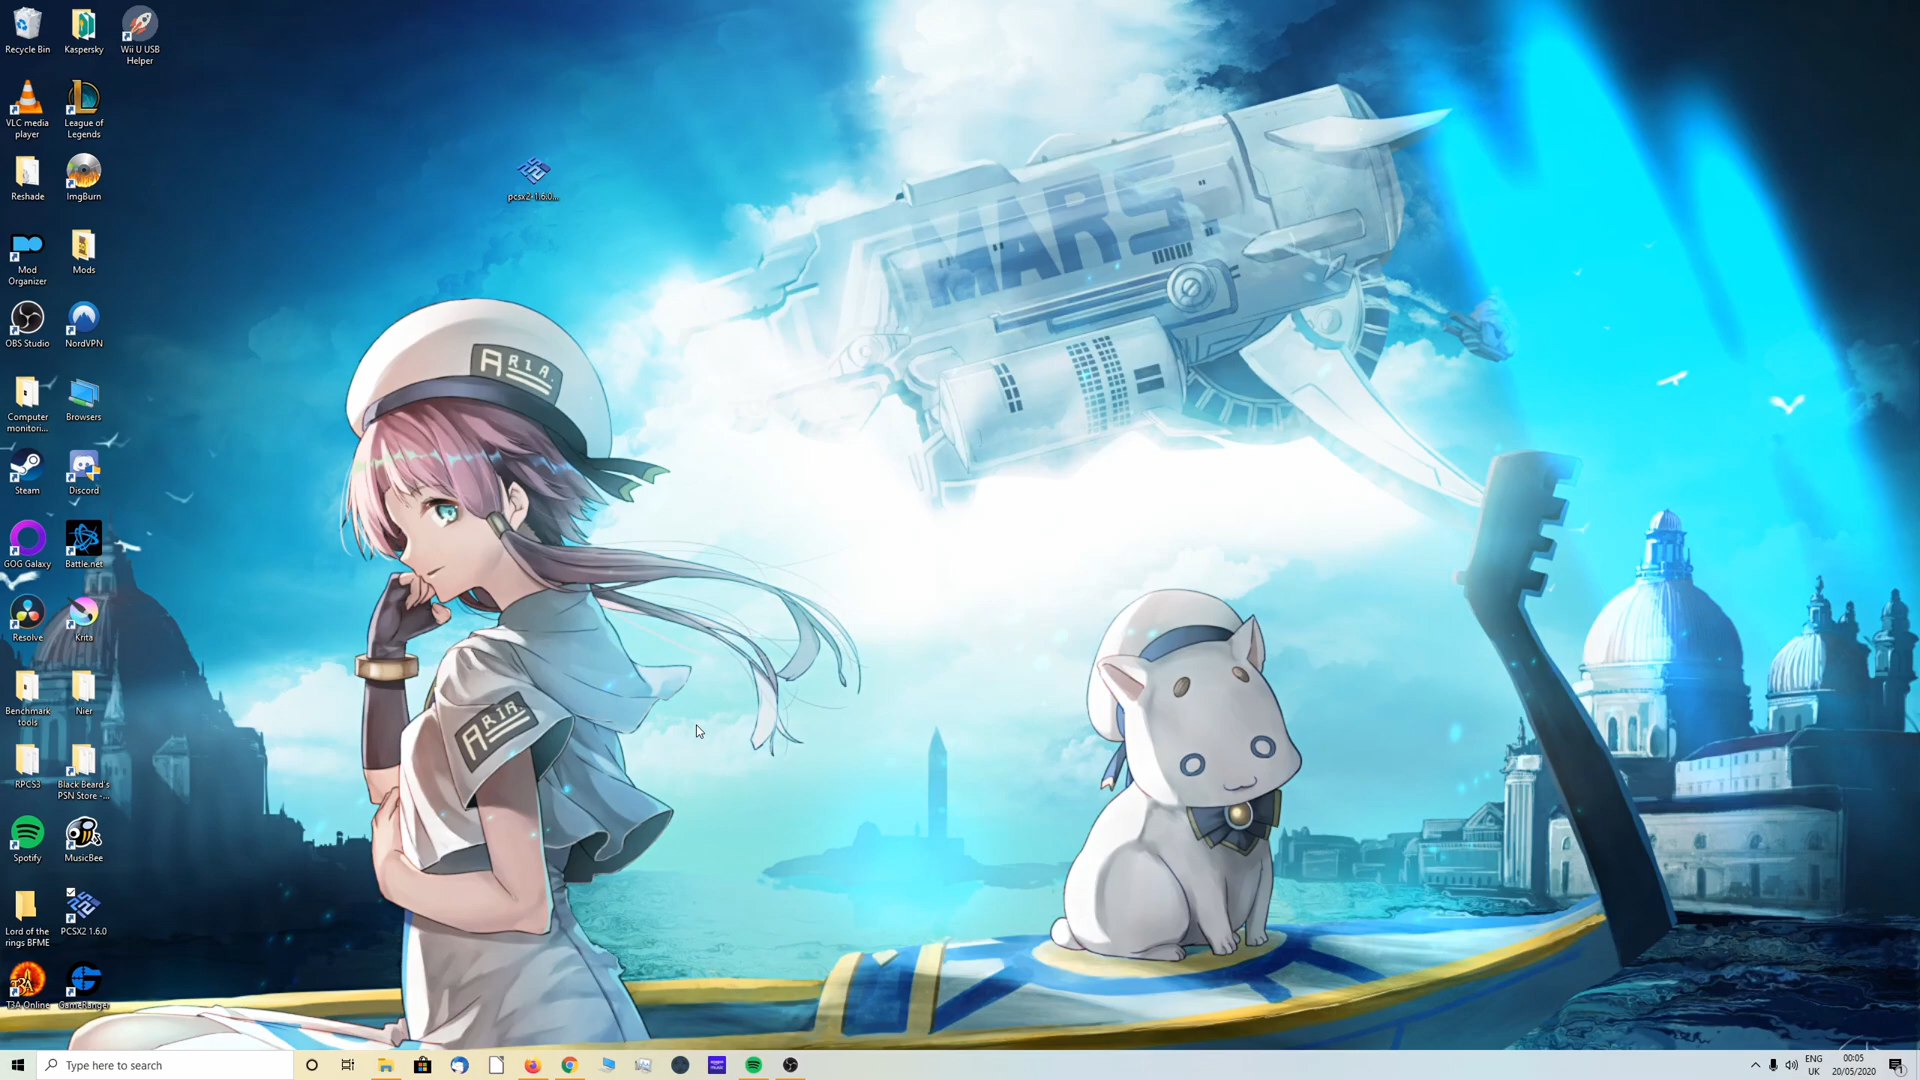 Recycle Bin
Kaspersky
Wii U USB
Helper
VLC media
player
League of
Legends
Reshade
ImgBurn
Mod
Organizer
Mods
OBS Studio
NordVPN
Computer
monitori...
Browsers
Steam
Discord
GOG Galaxy
Battle.net
Resolve
Krita
Benchmark
tools
Nier
RPCS3
Black Beard's
PSN Store -...
Spotify
MusicBee
Lord of the
rings BFME
PCSX2 1.6.0
T3A Online
GameRanger
pcsx2-1.6.0...
MARS
ARIA.
ARIA.
Type here to search
ENG
UK
00:05
20/05/2020